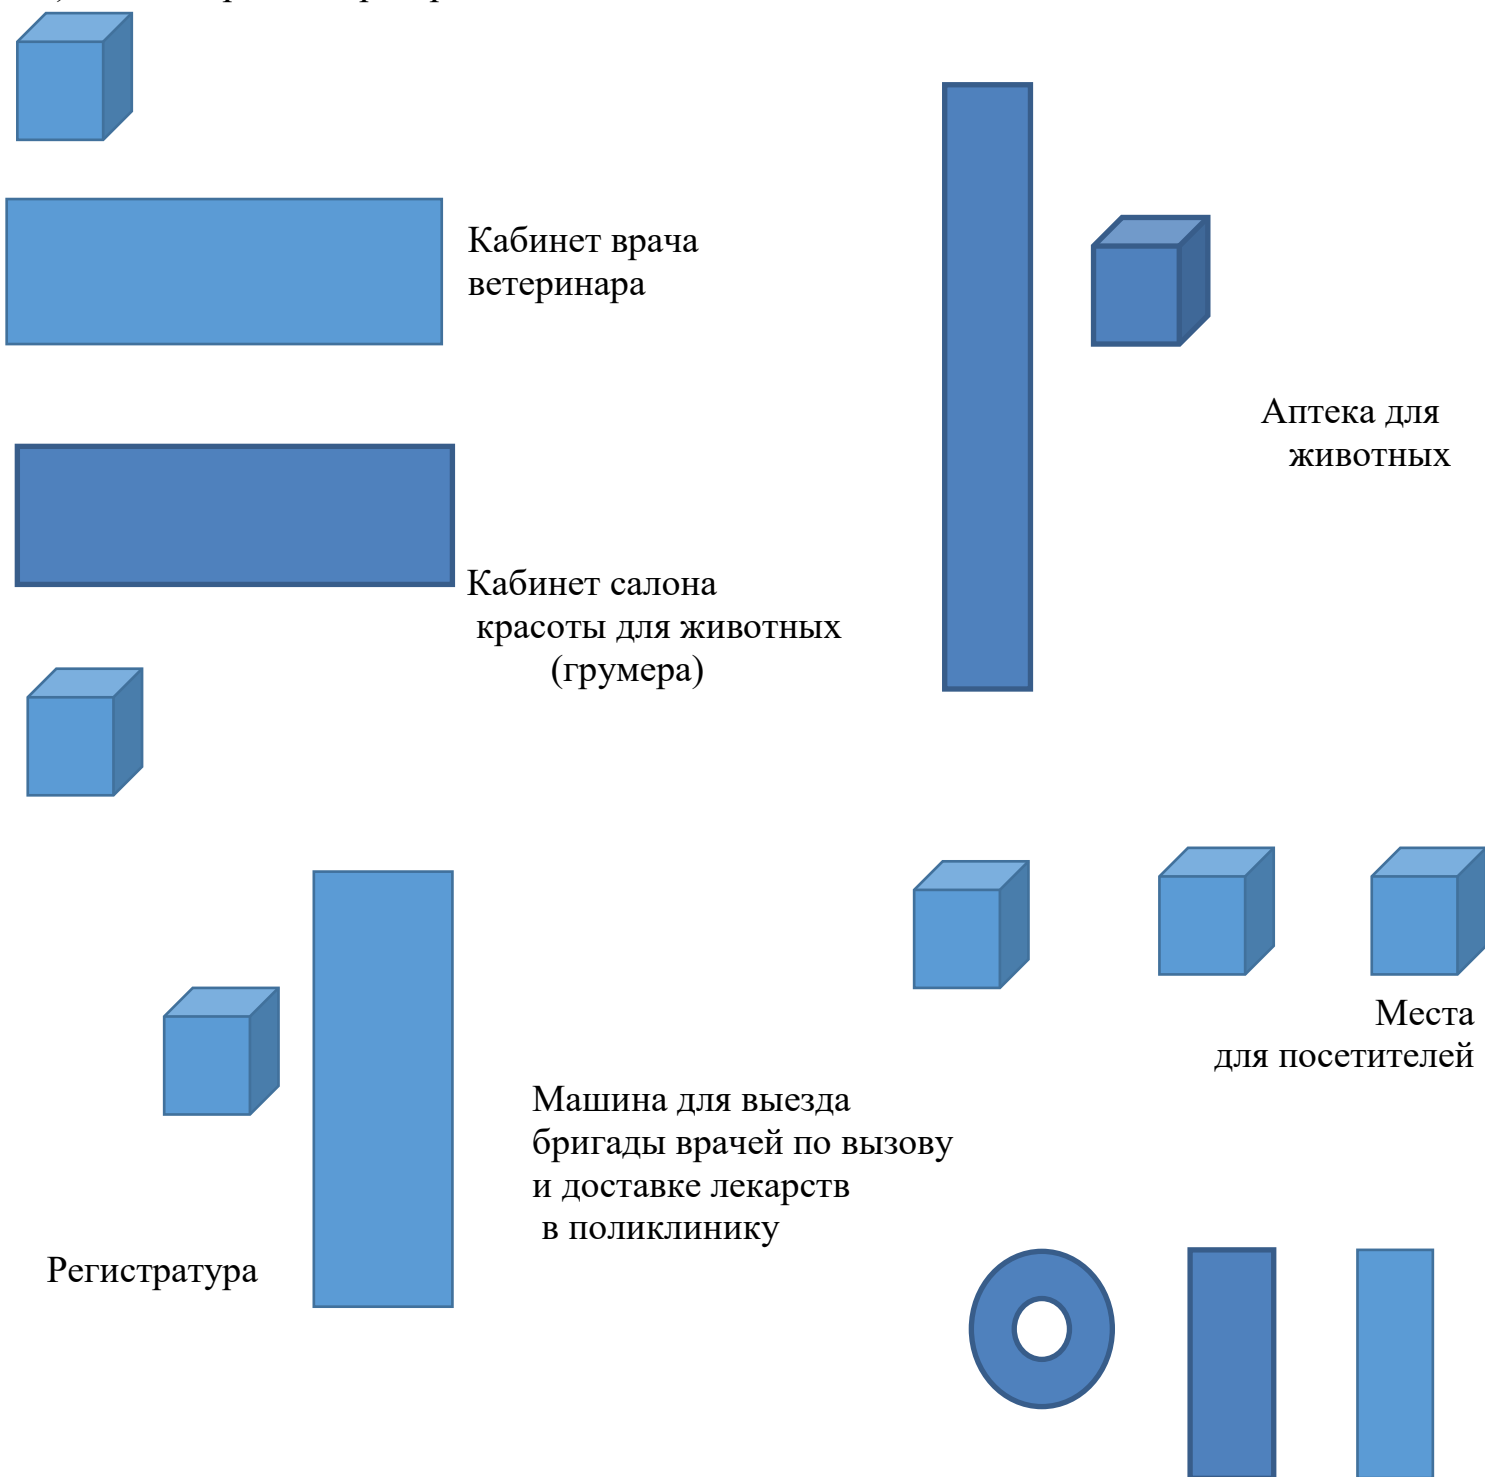 Кабинет врача
ветеринара
Аптека для
животных
Кабинет салона
красоты для животных
(грумера)
Места
для посетителей
Машина для выезда
бригады врачей по вызову
и доставке лекарств
в поликлинику
Регистратура